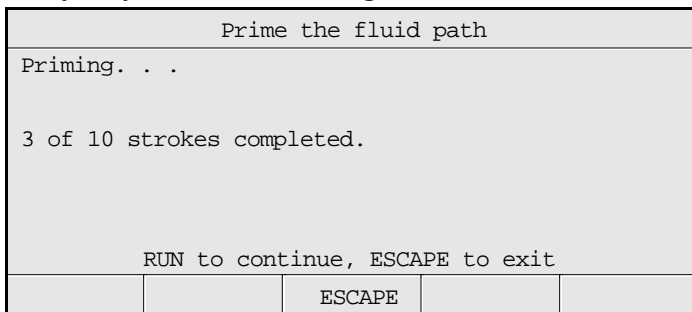 Prime the fluid path
Priming. . .
3 of 10 strokes completed.
RUN to continue, ESCAPE to exit
ESCAPE